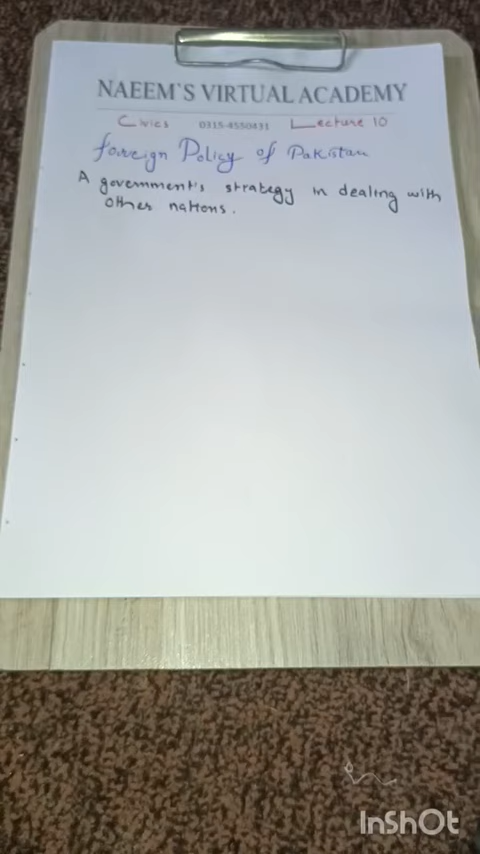 NAEEM'S VIRTUAL ACADEMY
Civics 0315-4550431 Lecture 10
Foreign Policy of Pakistan
A government's strategy in dealing with
other nations.
InShOt